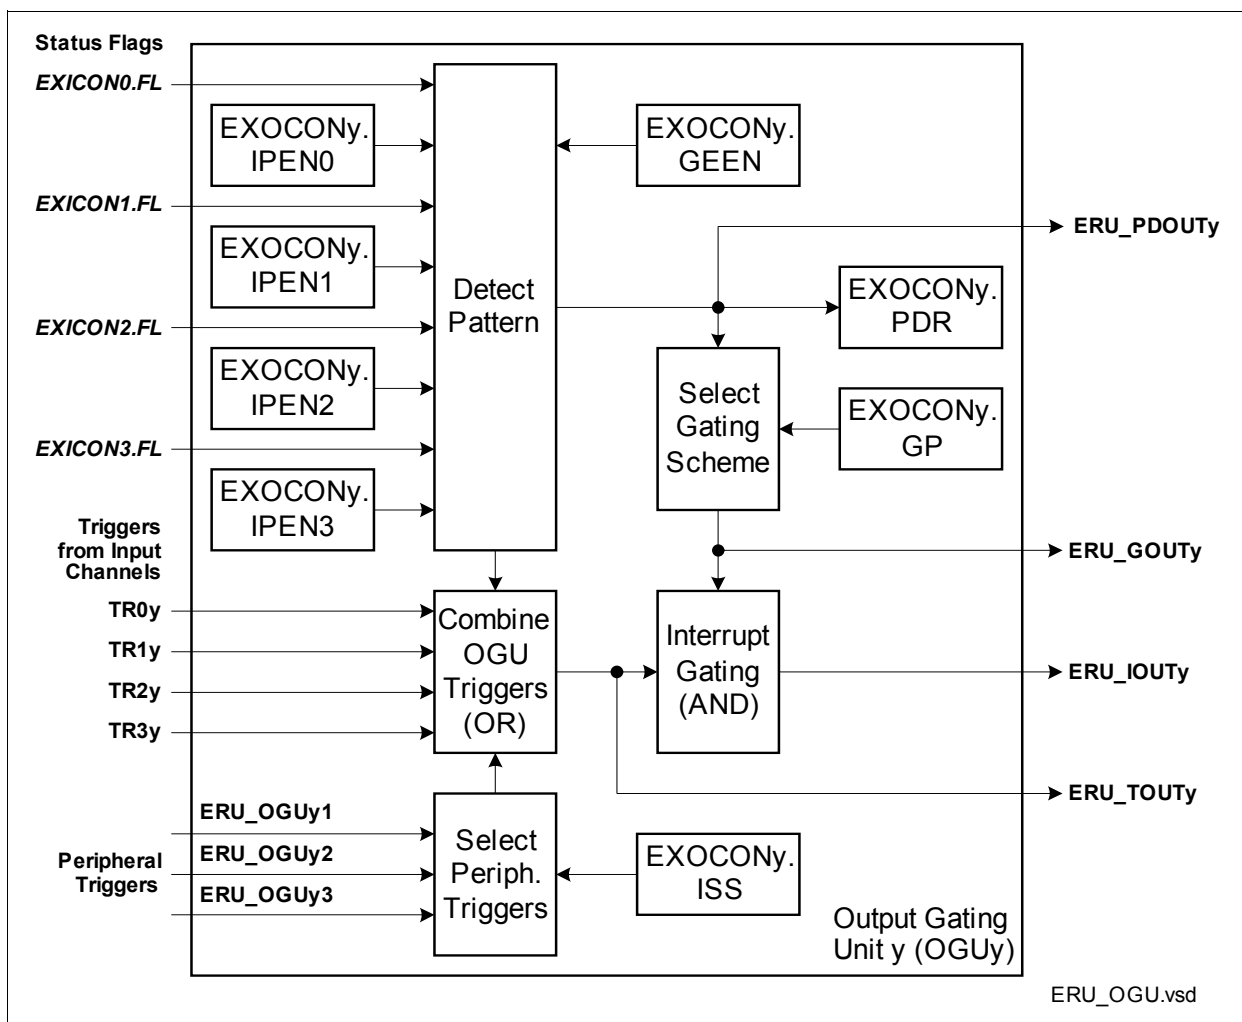 Status Flags
EXICON0.FL
EXOCONy.
IPEN0
EXICON1.FL
EXOCONy.
IPEN1
EXICON2.FL
EXOCONy.
IPEN2
EXICON3.FL
EXOCONy.
IPEN3
Detect
Pattern
EXOCONy.
GEEN
ERU_PDOUTy
EXOCONy.
PDR
Select
Gating
Scheme
EXOCONy.
GP
ERU_GOUTy
Triggers
from Input
Channels
TR0y
TR1y
TR2y
TR3y
Combine
OGU
Triggers
(OR)
Interrupt
Gating
(AND)
ERU_IOUTy
ERU_TOUTy
Peripheral
Triggers
ERU_OGUy1
ERU_OGUy2
ERU_OGUy3
Select
Periph.
Triggers
EXOCONy.
ISS
Output Gating
Unit y (OGUy)
ERU_OGU.vsd